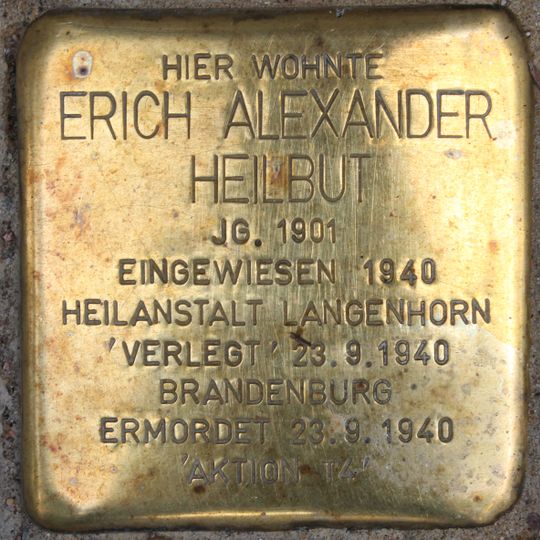 HIER WOHNTE
ERICH ALEXANDER
HEILBUT
JG. 1901
EINGEWIESEN 1940
HEILANSTALT LANGENHORN
'VERLEGT' 23.9.1940
BRANDENBURG
ERMORDET 23.9.1940
'AKTION T4'